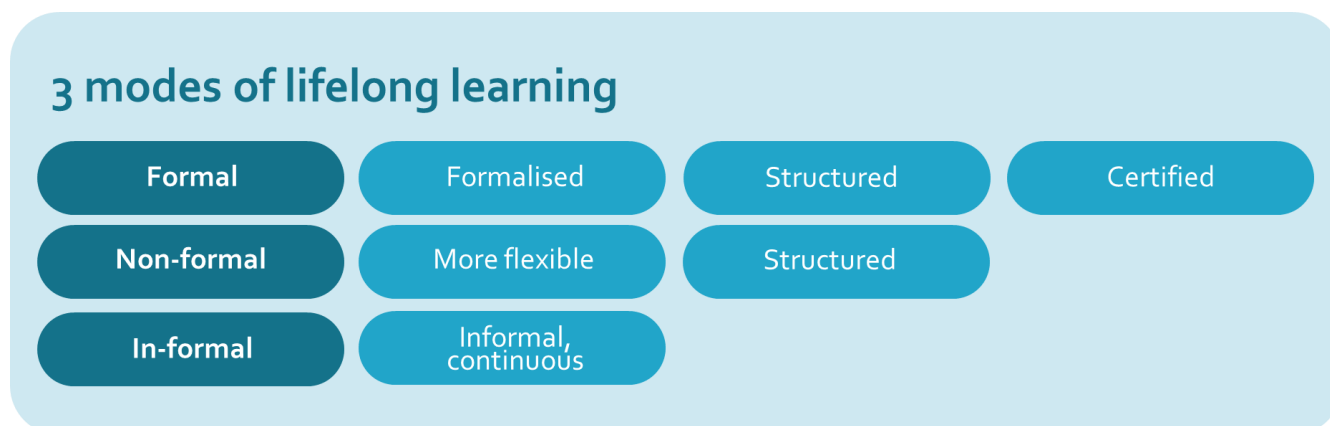 3 modes of lifelong learning
Formal Formalised Structured Certified
Non-formal More flexible Structured
In-formal Informal,
continuous